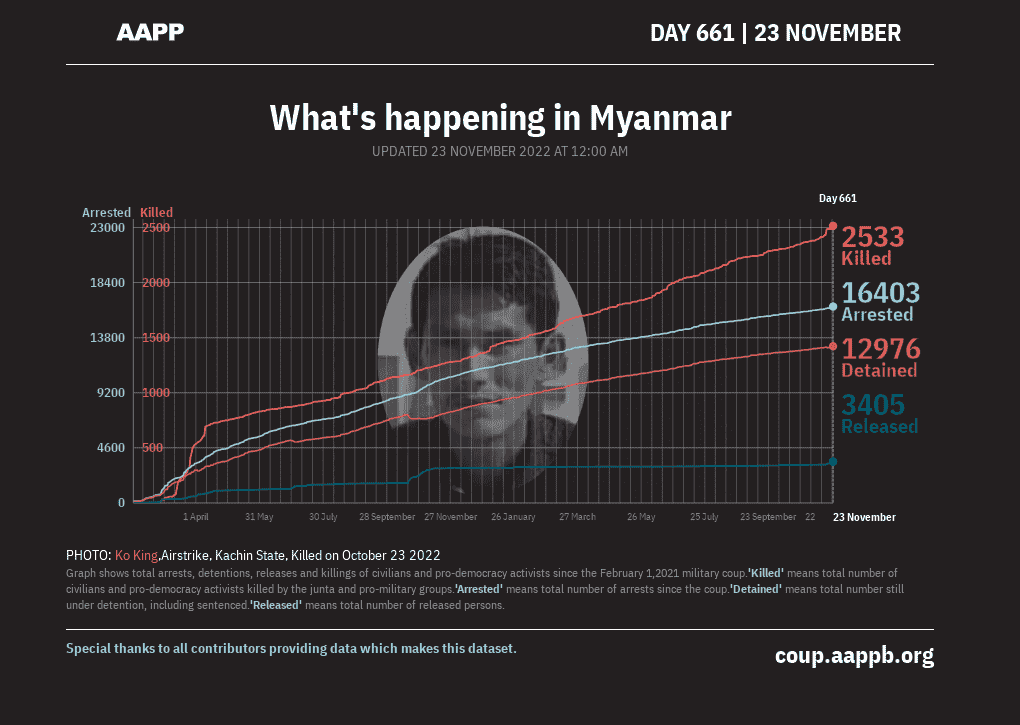 AAPP
DAY 661 | 23 NOVEMBER
What's happening in Myanmar
UPDATED 23 NOVEMBER 2022 AT 12:00 AM
Day 661
Arrested Killed
23000 2500
18400 2000
13800 1500
9200 1000
4600 500
0
2533
Killed
16403
Arrested
12976
Detained
3405
Released
1 April 31 May 30 July 28 September 27 November 26 January 27 March 26 May 25 July 23 September 22 23 November
PHOTO: Ko King,Airstrike, Kachin State, Killed on October 23 2022
Graph shows total arrests, detentions, releases and killings of civilians and pro-democracy activists since the February 1,2021 military coup.'Killed' means total number of
civilians and pro-democracy activists killed by the junta and pro-military groups.'Arrested' means total number of arrests since the coup.'Detained' means total number still
under detention, including sentenced.'Released' means total number of released persons.
Special thanks to all contributors providing data which makes this dataset.
coup.aappb.org